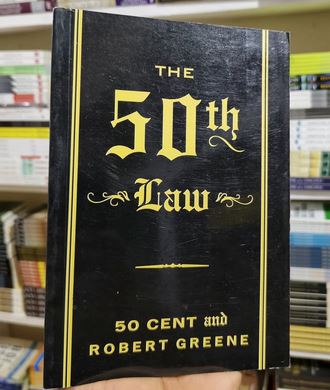 THE
50th
Law
50 CENT and
ROBERT GREENE